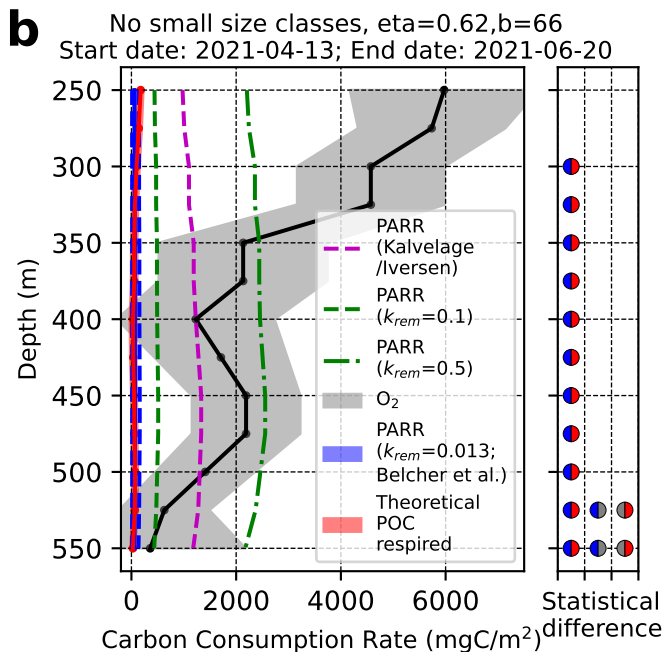 b
No small size classes, eta=0.62,b=66
Start date: 2021-04-13; End date: 2021-06-20
250
300
350
400
450
500
550
Depth (m)
PARR
(Kalvelage
/Iversen)
PARR
(k_rem=0.1)
PARR
(k_rem=0.5)
O₂
PARR
(k_rem=0.013;
Belcher et al.)
Theoretical
POC
respired
0 2000 4000 6000
Carbon Consumption Rate (mgC/m²)
Statistical
difference